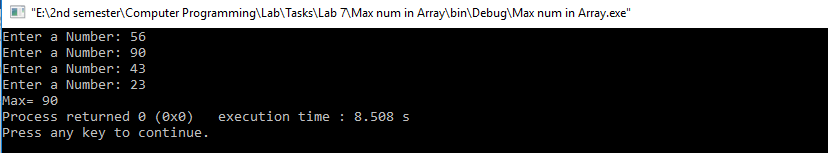 "E:\2nd semester\Computer Programming\Lab\Tasks\Lab 7\Max num in Array\bin\Debug\Max num in Array.exe"
Enter a Number: 56
Enter a Number: 90
Enter a Number: 43
Enter a Number: 23
Max= 90
Process returned 0 (0x0)   execution time : 8.508 s
Press any key to continue.